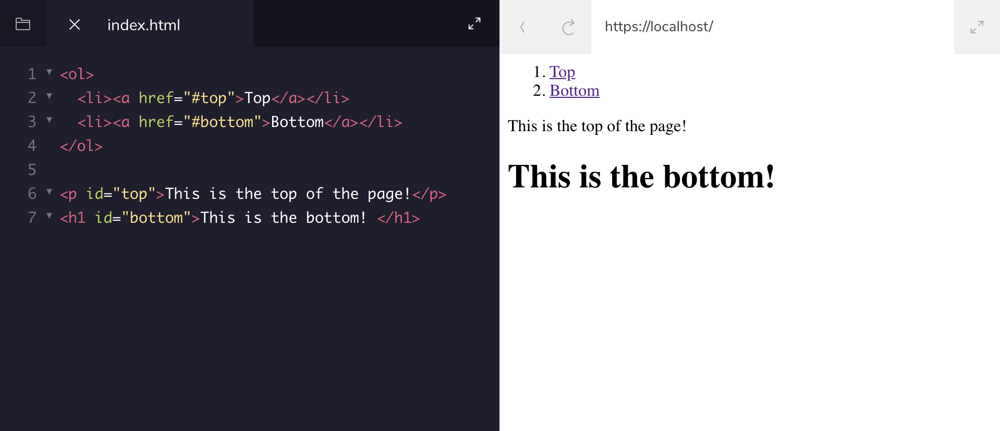 index.html
1 <ol>
2   <li><a href="#top">Top</a></li>
3   <li><a href="#bottom">Bottom</a></li>
4 </ol>
5
6 <p id="top">This is the top of the page!</p>
7 <h1 id="bottom">This is the bottom! </h1>
https://localhost/
1. Top
2. Bottom
This is the top of the page!
This is the bottom!